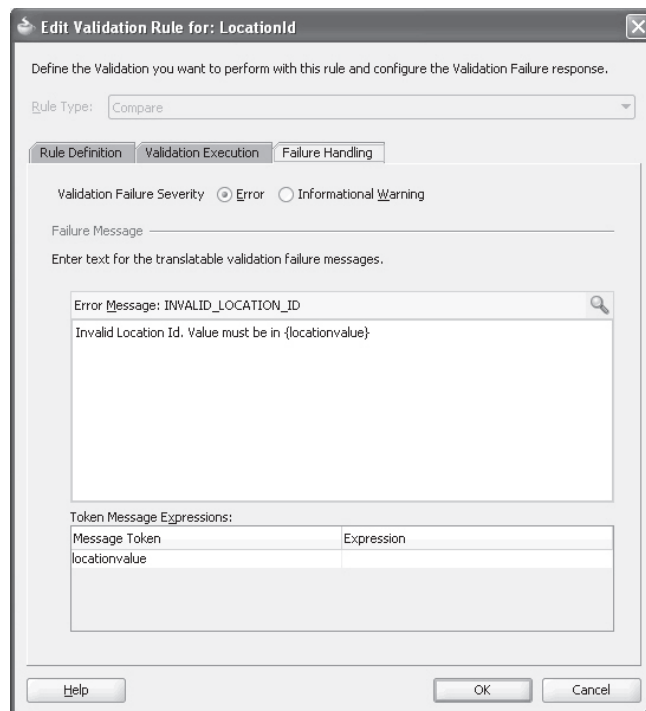 Edit Validation Rule for: LocationId
Define the Validation you want to perform with this rule and configure the Validation Failure response.
Rule Type: Compare
Rule Definition Validation Execution Failure Handling
Validation Failure Severity Error Informational Warning
Failure Message
Enter text for the translatable validation failure messages.
Error Message: INVALID_LOCATION_ID
Invalid Location Id. Value must be in {locationvalue}
Token Message Expressions:
Message Token Expression
locationvalue
Help OK Cancel